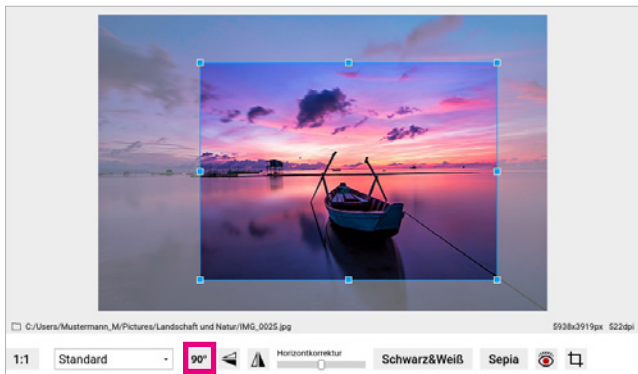 C:/Users/Mustermann_M/Pictures/Landschaft und Natur/IMG_0025.jpg 5938x3919px 522dpi
1:1 Standard 90° Horizontkorrektur Schwarz&Weiß Sepia